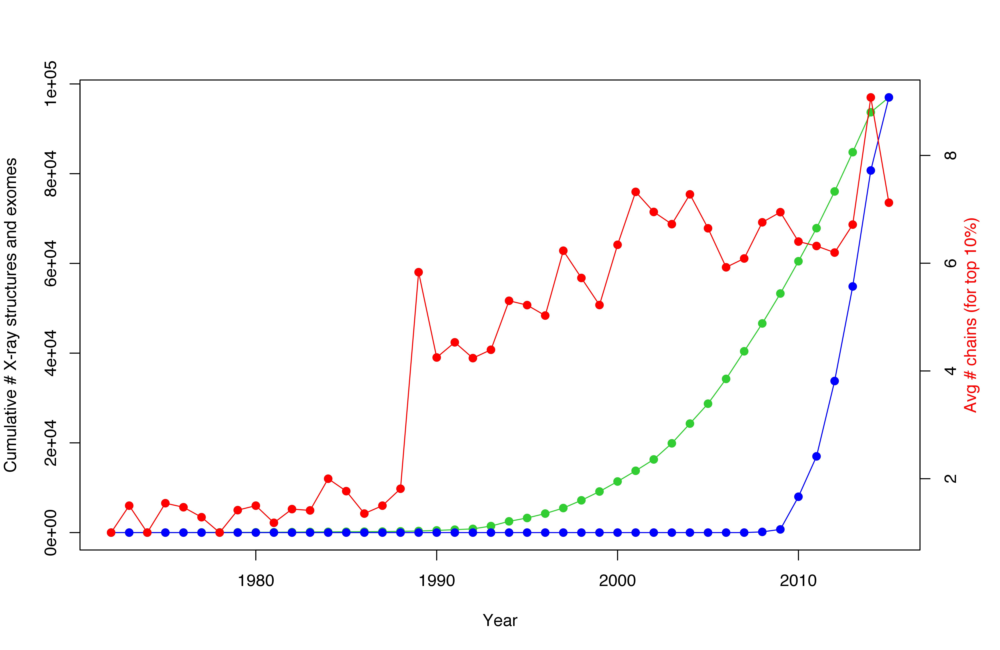 Cumulative # X-ray structures and exomes
1e+05
8e+04
6e+04
4e+04
2e+04
0e+00
8
6
4
2
Avg # chains (for top 10%)
1980 1990 2000 2010
Year